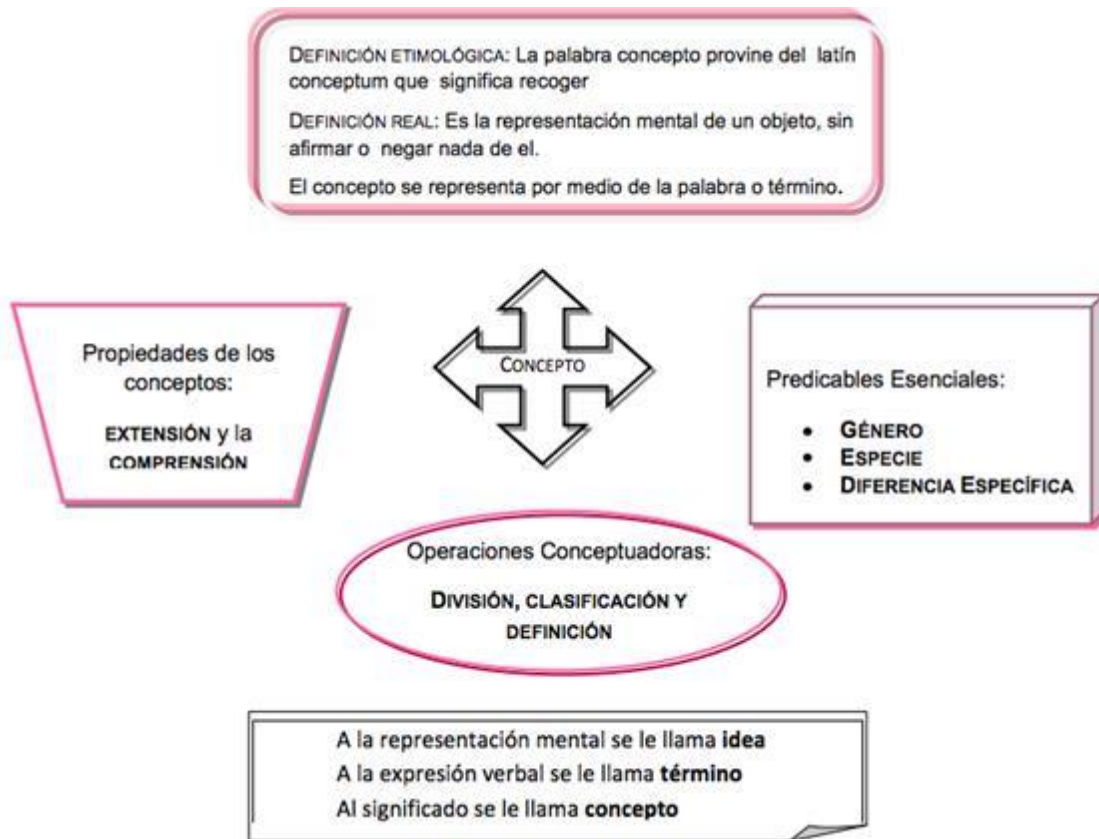 DEFINICIÓN ETIMOLÓGICA: La palabra concepto provine del latín
conceptum que significa recoger
DEFINICIÓN REAL: Es la representación mental de un objeto, sin
afirmar o negar nada de el.
El concepto se representa por medio de la palabra o término.
Propiedades de los
conceptos:
EXTENSIÓN y la
COMPRENSIÓN
CONCEPTO
Predicables Esenciales:
• GÉNERO
• ESPECIE
• DIFERENCIA ESPECÍFICA
Operaciones Conceptuadoras:
DIVISIÓN, CLASIFICACIÓN Y
DEFINICIÓN
A la representación mental se le llama idea
A la expresión verbal se le llama término
Al significado se le llama concepto